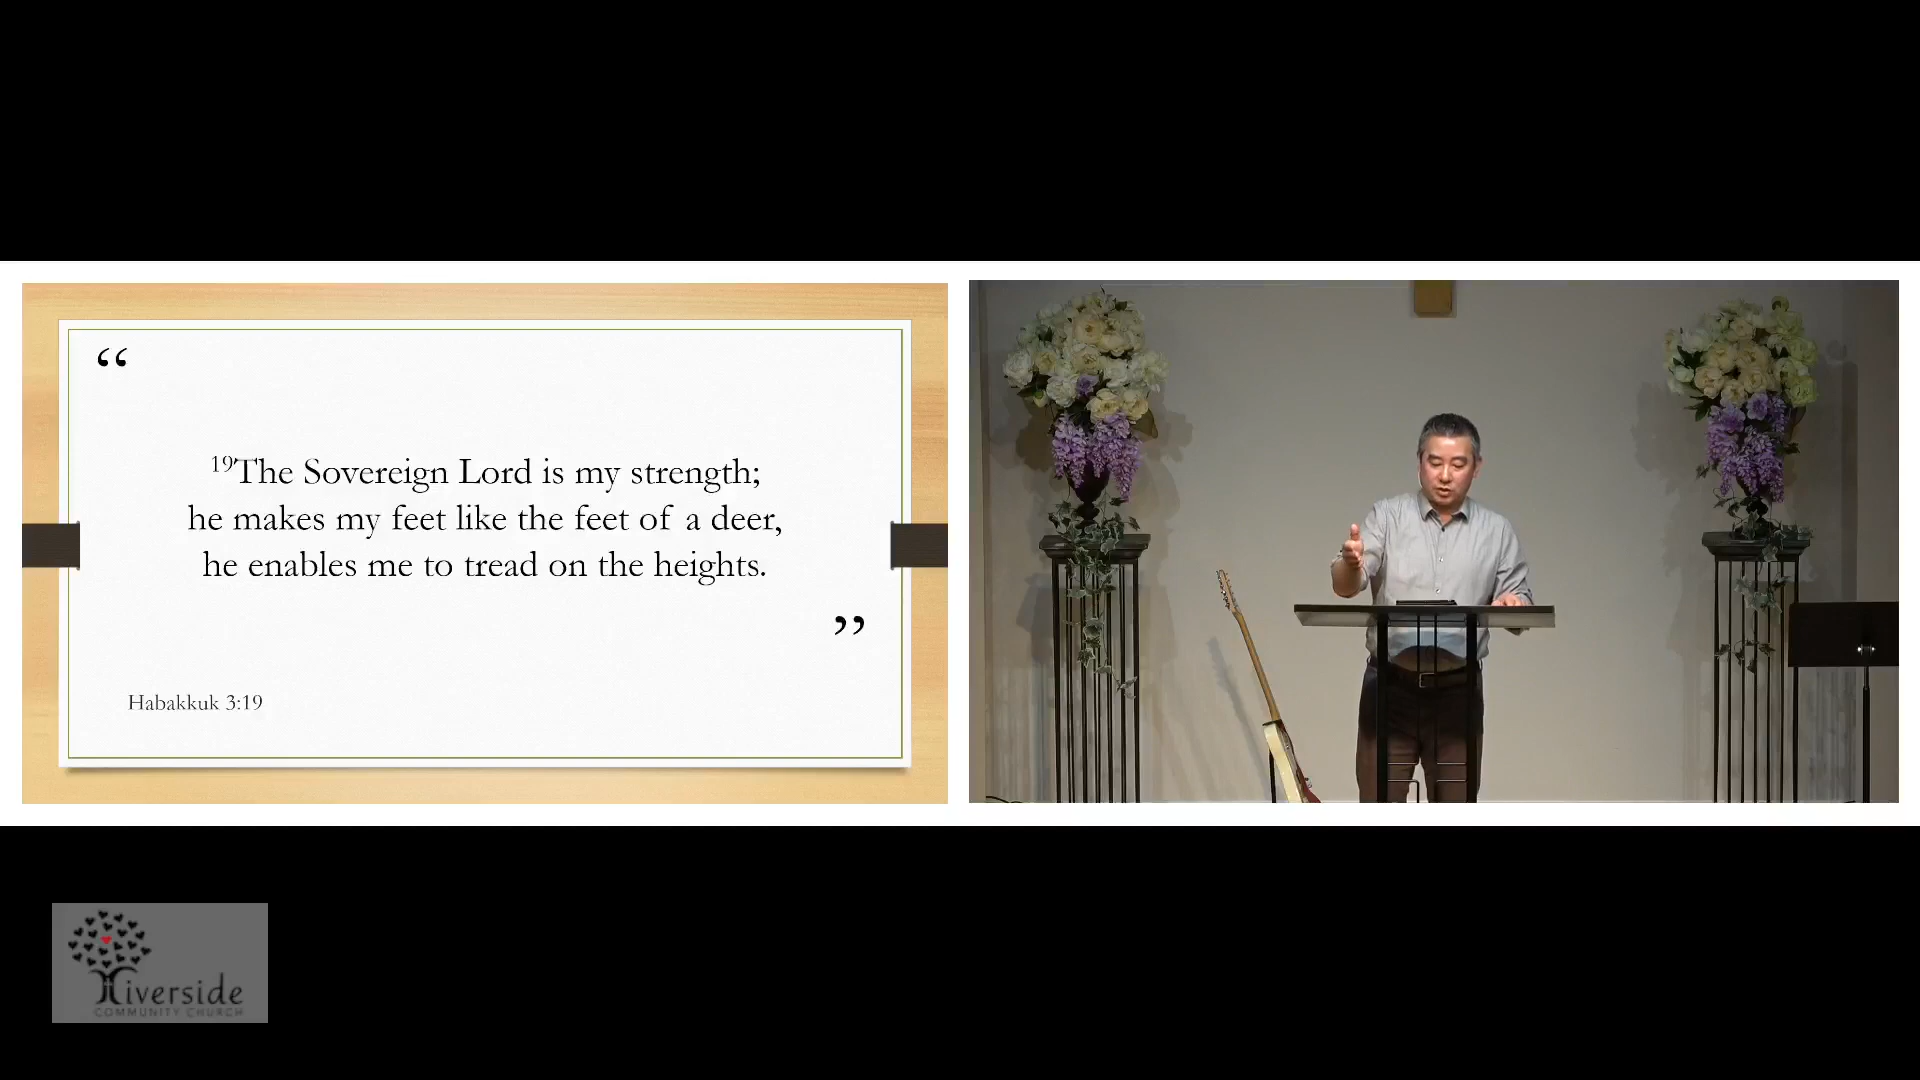 “
19The Sovereign Lord is my strength;
he makes my feet like the feet of a deer,
he enables me to tread on the heights.
”
Habakkuk 3:19
Riverside
COMMUNITY CHURCH